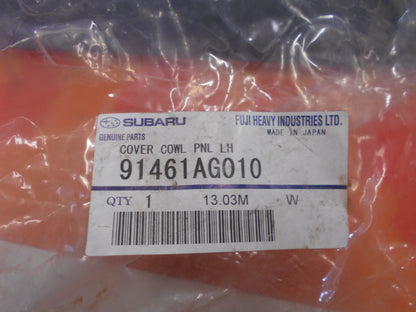 SUBARU FUJI HEAVY INDUSTRIES LTD.
GENUINE PARTS MADE IN JAPAN
COVER COWL PNL LH
91461AG010
QTY 1 13.03M W